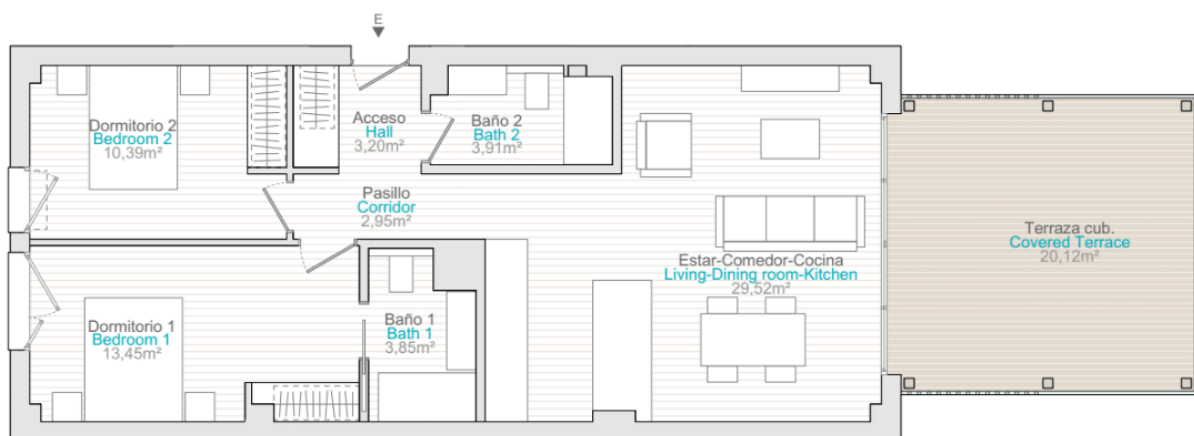 E
Dormitorio 2
Bedroom 2
10,39m²
Acceso
Hall
3,20m²
Baño 2
Bath 2
3,91m²
Pasillo
Corridor
2,95m²
Estar-Comedor-Cocina
Living-Dining room-Kitchen
29,52m²
Terraza cub.
Covered Terrace
20,12m²
Dormitorio 1
Bedroom 1
13,45m²
Baño 1
Bath 1
3,85m²